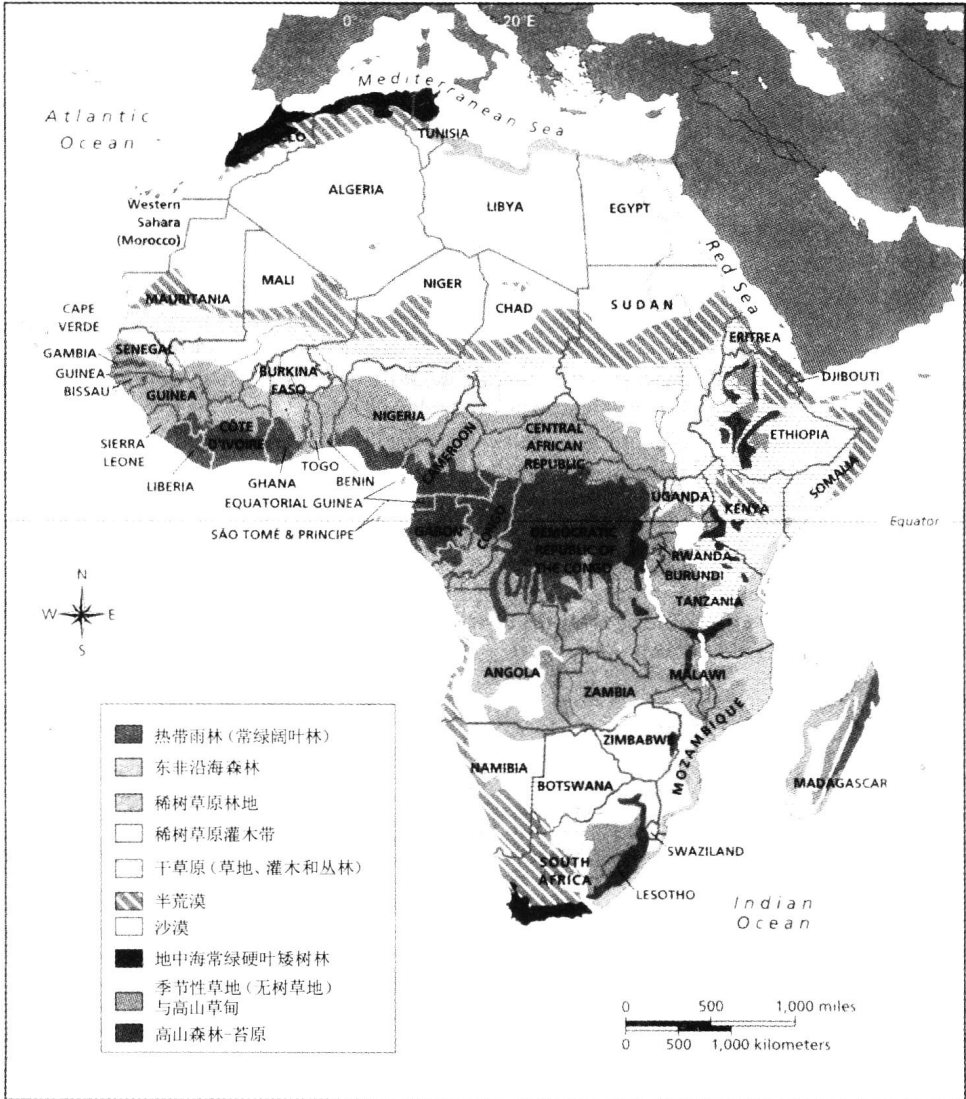 0
20°E
Mediterranean Sea
Atlantic
Ocean
TUNISIA
ALGERIA
LIBYA
EGYPT
Western
Sahara
(Morocco)
Red Sea
MALI
NIGER
MAURITANIA
CHAD
SUDAN
CAPE
VERDE
ERITREA
SENEGAL
GAMBIA
BURKINA
FASO
DJIBOUTI
GUINEA-
BISSAU
GUINEA
NIGERIA
CÔTE
D'IVOIRE
CENTRAL
AFRICAN
REPUBLIC
ETHIOPIA
SIERRA
LEONE
CAMEROON
SOMALIA
TOGO
LIBERIA
GHANA
BENIN
UGANDA
EQUATORIAL GUINEA
KENYA
Equator
GABON
CONGO
DEMOCRATIC
REPUBLIC OF
THE CONGO
SÃO TOMÉ & PRíNCIPE
RWANDA
BURUNDI
TANZANIA
N
W
E
S
ANGOLA
MALAWI
ZAMBIA
MOZAMBIQUE
ZIMBABWE
NAMIBIA
BOTSWANA
MADAGASCAR
SWAZILAND
SOUTH
AFRICA
LESOTHO
Indian
Ocean
热带雨林(常绿阔叶林)
东非沿海森林
稀树草原林地
稀树草原灌木带
干草原(草地、灌木和丛林)
半荒漠
沙漠
地中海常绿硬叶矮树林
季节性草地(无树草地)
与高山草甸
高山森林-苔原
0 500 1,000 miles
0 500 1,000 kilometers